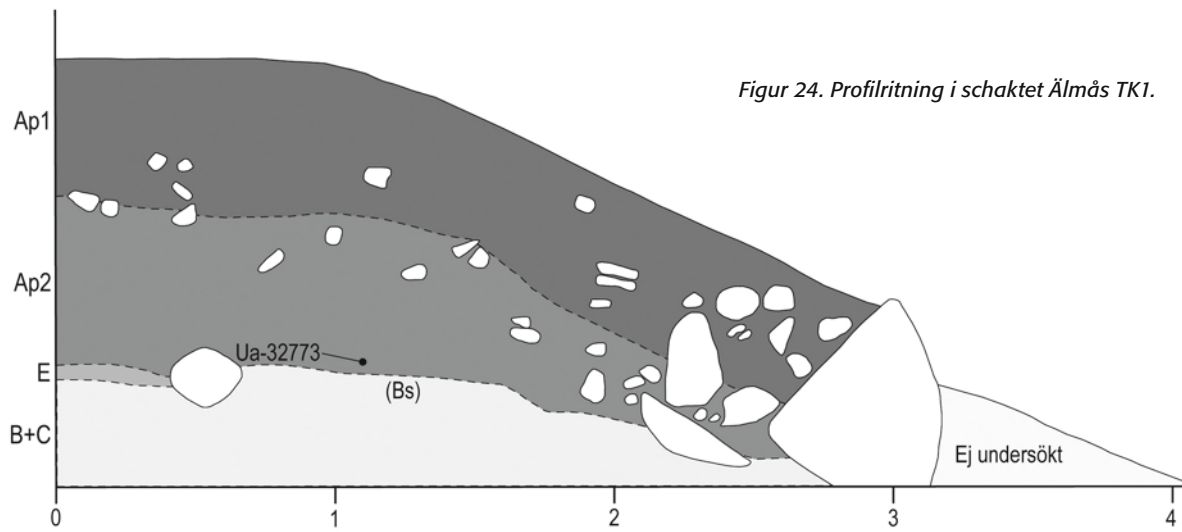 Figur 24. Profilritning i schaktet Älmås TK1.
Ap1
Ap2
Ua-32773
E
(Bs)
B+C
Ej undersökt
0 1 2 3 4